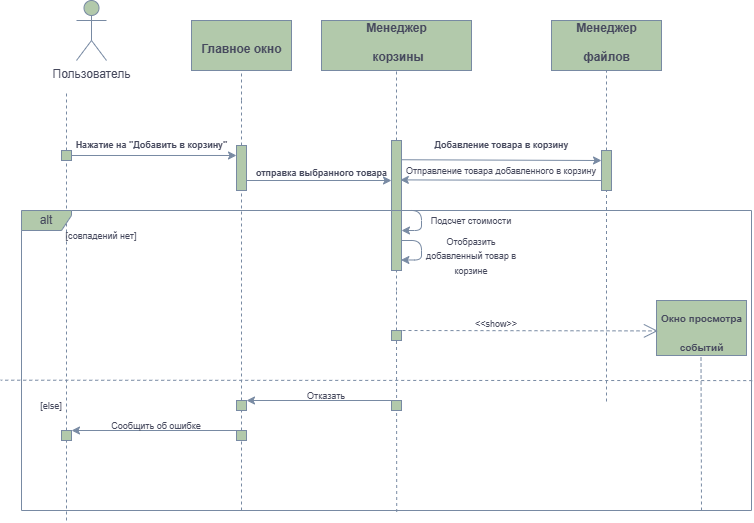 Пользователь
Главное окно
Менеджер
корзины
Менеджер
файлов
Нажатие на "Добавить в корзину"
Добавление товара в корзину
отправка выбранного товара
Отправление товара добавленного в корзину
alt
[совпадений нет]
Подсчет стоимости
Отобразить
добавленный товар в
корзине
<<show>>
Окно просмотра
событий
[else]
Отказать
Сообщить об ошибке